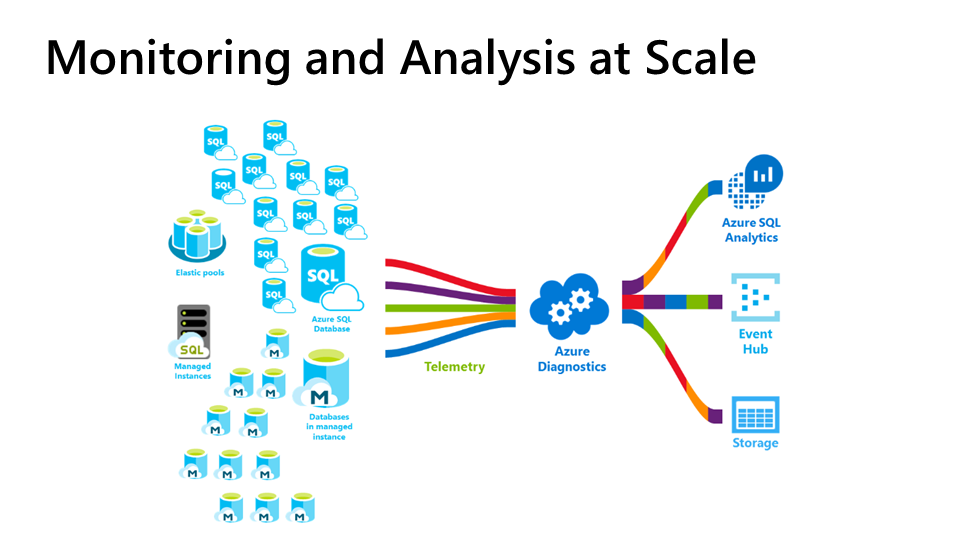 Monitoring and Analysis at Scale
SQL
SQL
SQL
SQL
SQL
SQL
SQL
SQL
SQL
SQL
SQL
Elastic pools
SQL
Azure SQL
Database
SQL
Managed
Instances
M
M
M
M
Databases
in managed
instance
M
M
M
M
M
M
M
M
Telemetry
Azure
Diagnostics
Azure SQL
Analytics
Event
Hub
Storage